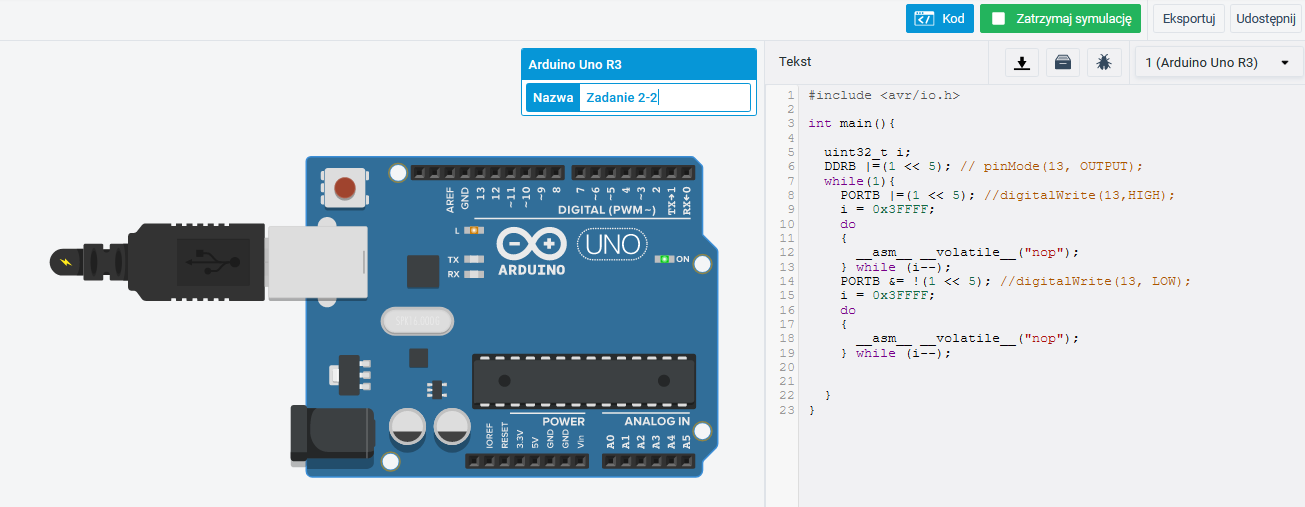 Kod
Zatrzymaj symulację
Eksportuj
Udostępnij
Arduino Uno R3
Nazwa
Zadanie 2-2
Tekst
1 (Arduino Uno R3)
1 #include <avr/io.h>
2
3 int main(){
4
5 uint32_t i;
6 DDRB |=(1 << 5); // pinMode(13, OUTPUT);
7 while(1){
8 PORTB |=(1 << 5); //digitalWrite(13,HIGH);
9 i = 0x3FFFF;
10 do
11 {
12 __asm__ __volatile__("nop");
13 } while (i--);
14 PORTB &= !(1 << 5); //digitalWrite(13, LOW);
15 i = 0x3FFFF;
16 do
17 {
18 __asm__ __volatile__("nop");
19 } while (i--);
20
21
22 }
23 }
AREF
GND
13
12
~11
~10
~9
8
7
~6
~5
4
~3
2
TX→1
RX←0
DIGITAL (PWM~)
L
TX
RX
ARDUINO
UNO
ON
POWER
ANALOG IN
IOREF
RESET
3.3V
5V
GND
GND
Vin
A0
A1
A2
A3
A4
A5